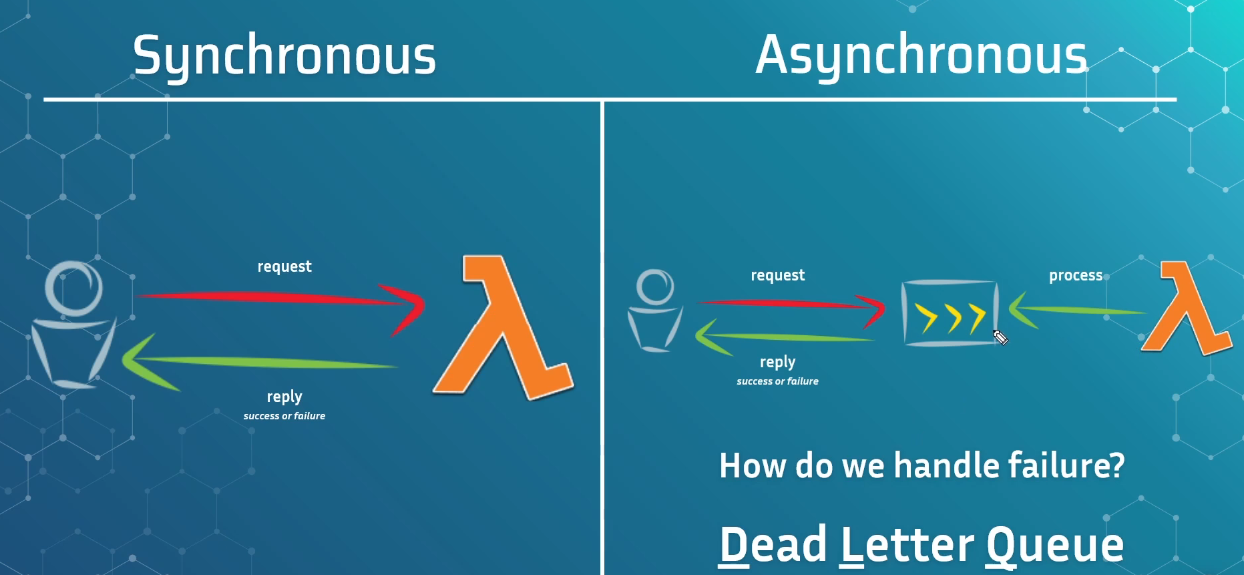 Synchronous
request
reply
success or failure
Asynchronous
request
process
reply
success or failure
How do we handle failure?
Dead Letter Queue